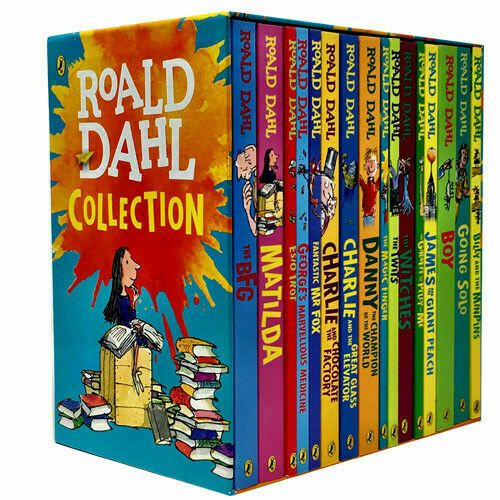 ROALD
DAHL
COLLECTION
ROALD DAHL
THE BFG
ROALD DAHL
MATILDA
ROALD DAHL
ESIO TROT
ROALD DAHL
GEORGE'S MARVELLOUS MEDICINE
ROALD DAHL
FANTASTIC MR FOX
ROALD DAHL
CHARLIE AND THE CHOCOLATE FACTORY
ROALD DAHL
CHARLIE AND THE GREAT GLASS ELEVATOR
ROALD DAHL
DANNY THE CHAMPION OF THE WORLD
ROALD DAHL
THE MAGIC FINGER
ROALD DAHL
THE TWITS
ROALD DAHL
THE WITCHES
ROALD DAHL
ROALD DAHL
JAMES AND THE GIANT PEACH
ROALD DAHL
BOY
ROALD DAHL
GOING SOLO
ROALD DAHL
BILLY AND THE MINPINS